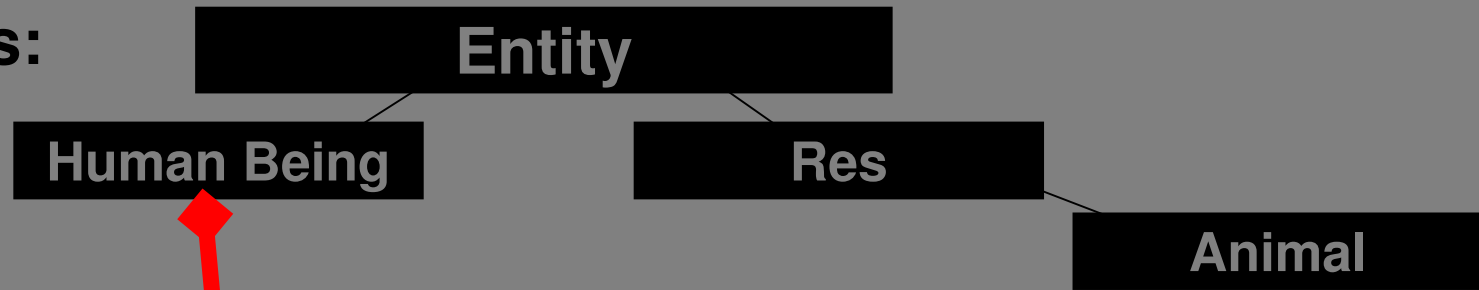 s:
Entity
Human Being
Res
Animal